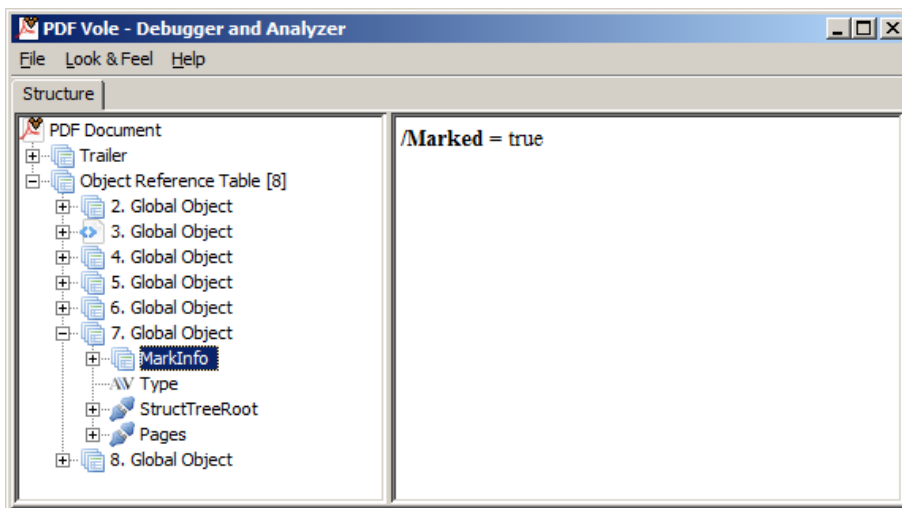 PDF Vole - Debugger and Analyzer
File Look & Feel Help
Structure
PDF Document
Trailer
Object Reference Table [8]
2. Global Object
3. Global Object
4. Global Object
5. Global Object
6. Global Object
7. Global Object
MarkInfo
Type
StructTreeRoot
Pages
8. Global Object
/Marked = true